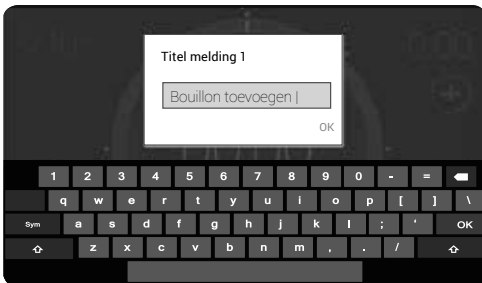 Titel melding 1
Bouillon toevoegen |
OK
1 2 3 4 5 6 7 8 9 0 - =
q w e r t y u i o p [ ] \
Sym a s d f g h j k l ; ' OK
z x c v b n m , . /